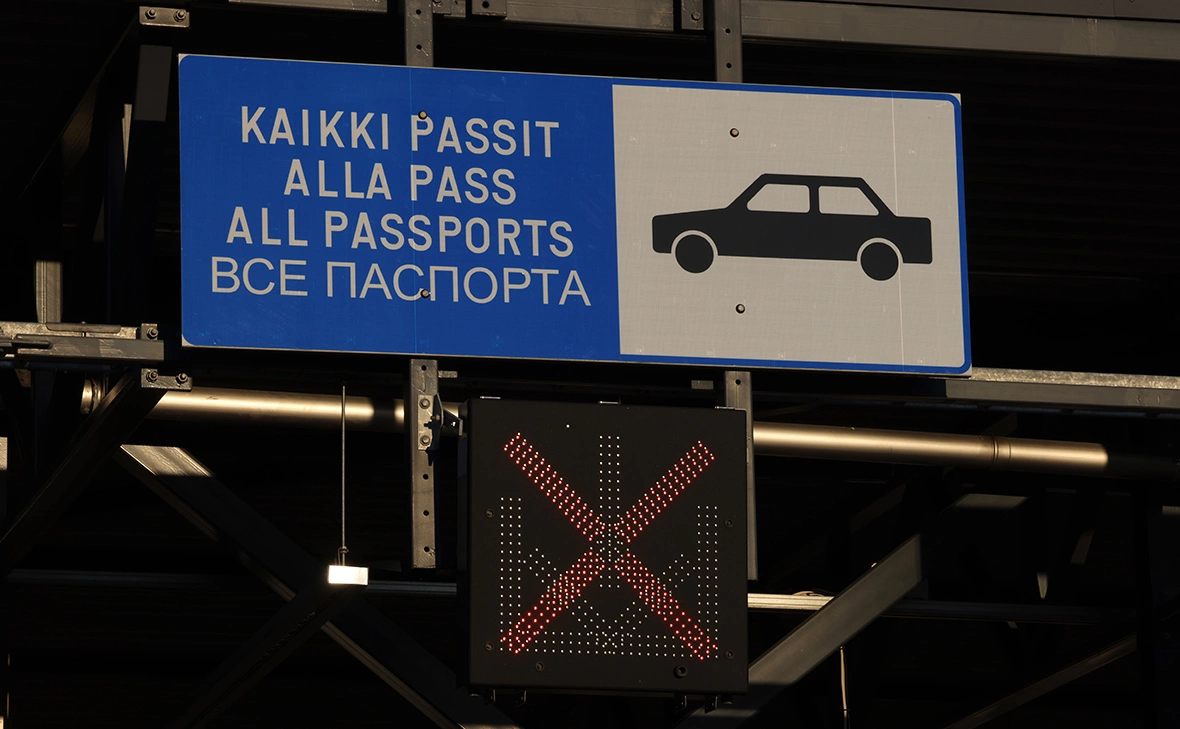 KAIKKI PASSIT
ALLA PASS
ALL PASSPORTS
ВСЕ ПАСПОРТА